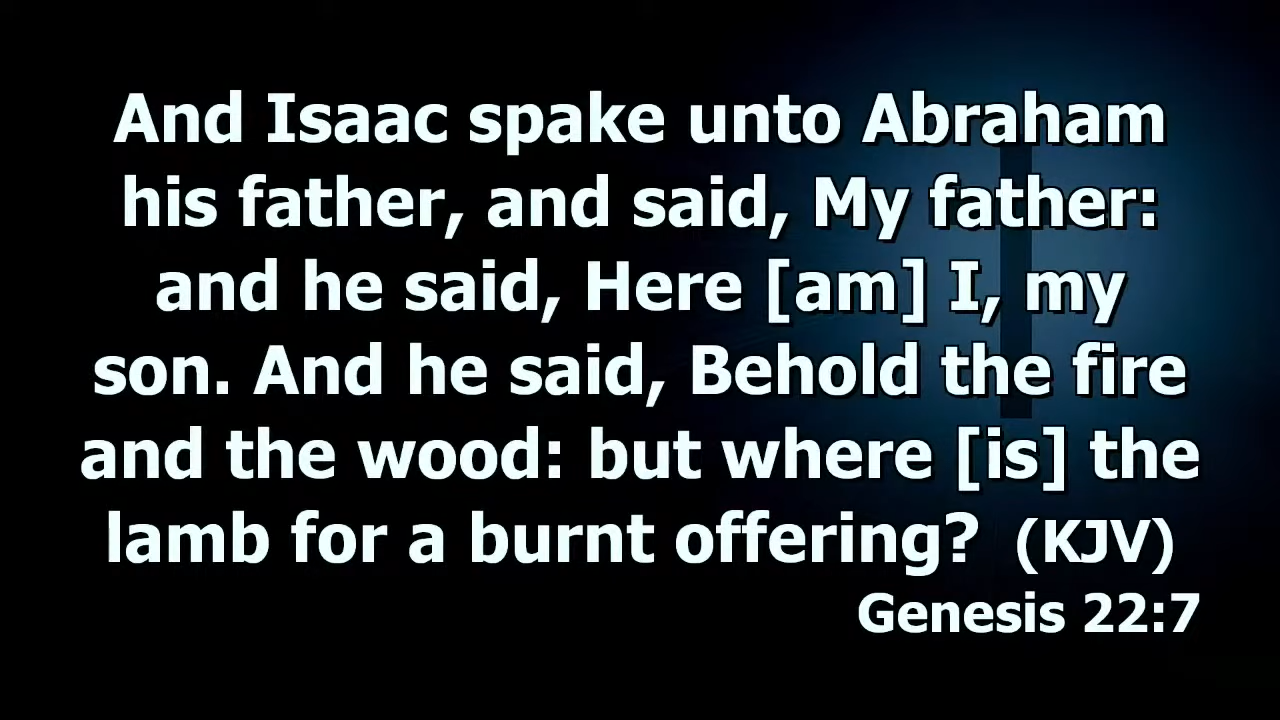 And Isaac spake unto Abraham
his father, and said, My father:
and he said, Here [am] I, my
son. And he said, Behold the fire
and the wood: but where [is] the
lamb for a burnt offering? (KJV)
Genesis 22:7